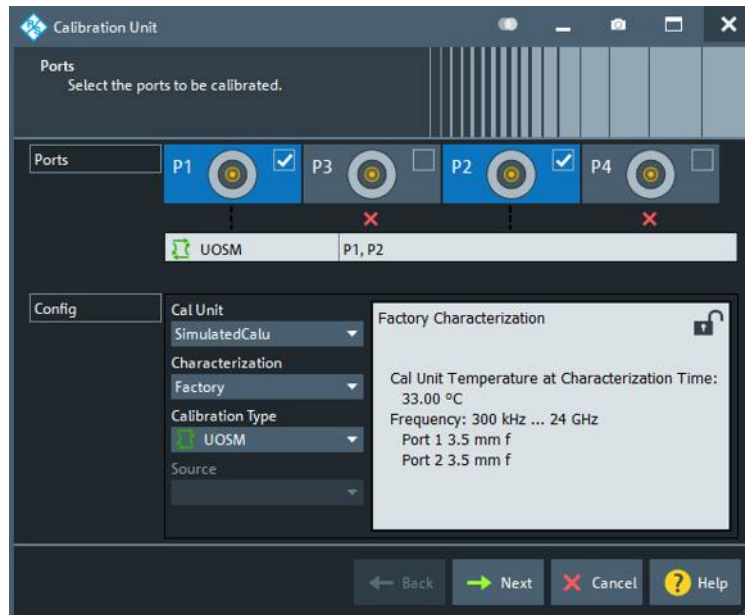 Calibration Unit
Ports
Select the ports to be calibrated.
Ports
P1
P3
P2
P4
UOSM
P1, P2
Config
Cal Unit
SimulatedCalu
Characterization
Factory
Calibration Type
UOSM
Source
Factory Characterization
Cal Unit Temperature at Characterization Time:
33.00 ºC
Frequency: 300 kHz ... 24 GHz
Port 1 3.5 mm f
Port 2 3.5 mm f
Back
Next
Cancel
? Help